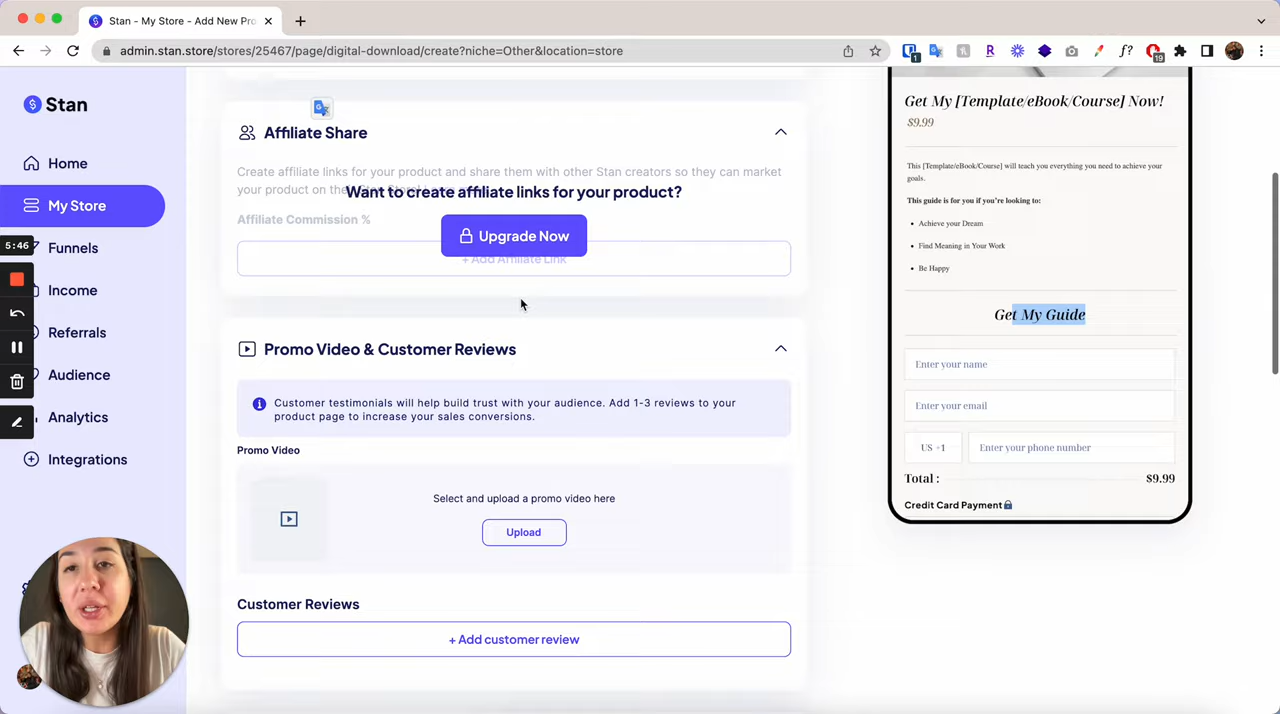 Stan - My Store - Add New Pro
admin.stan.store/stores/25467/page/digital-download/create?niche=Other&location=store
1
R
f?
19
Stan
Home
My Store
Funnels
Income
Referrals
Audience
Analytics
Integrations
5:46
Affiliate Share
Create affiliate links for your product and share them with other Stan creators so they can market
your product on the
Want to create affiliate links for your product?
Affiliate Commission %
Upgrade Now
+ Add Affiliate Link
Promo Video & Customer Reviews
Customer testimonials will help build trust with your audience. Add 1-3 reviews to your
product page to increase your sales conversions.
Promo Video
Select and upload a promo video here
Upload
Customer Reviews
+ Add customer review
Get My [Template/eBook/Course] Now!
$9.99
This [Template/eBook/Course] will teach you everything you need to achieve your
goals.
This guide is for you if you're looking to:
• Achieve your Dream
• Find Meaning in Your Work
• Be Happy
Get My Guide
Enter your name
Enter your email
US +1
Enter your phone number
Total :
$9.99
Credit Card Payment